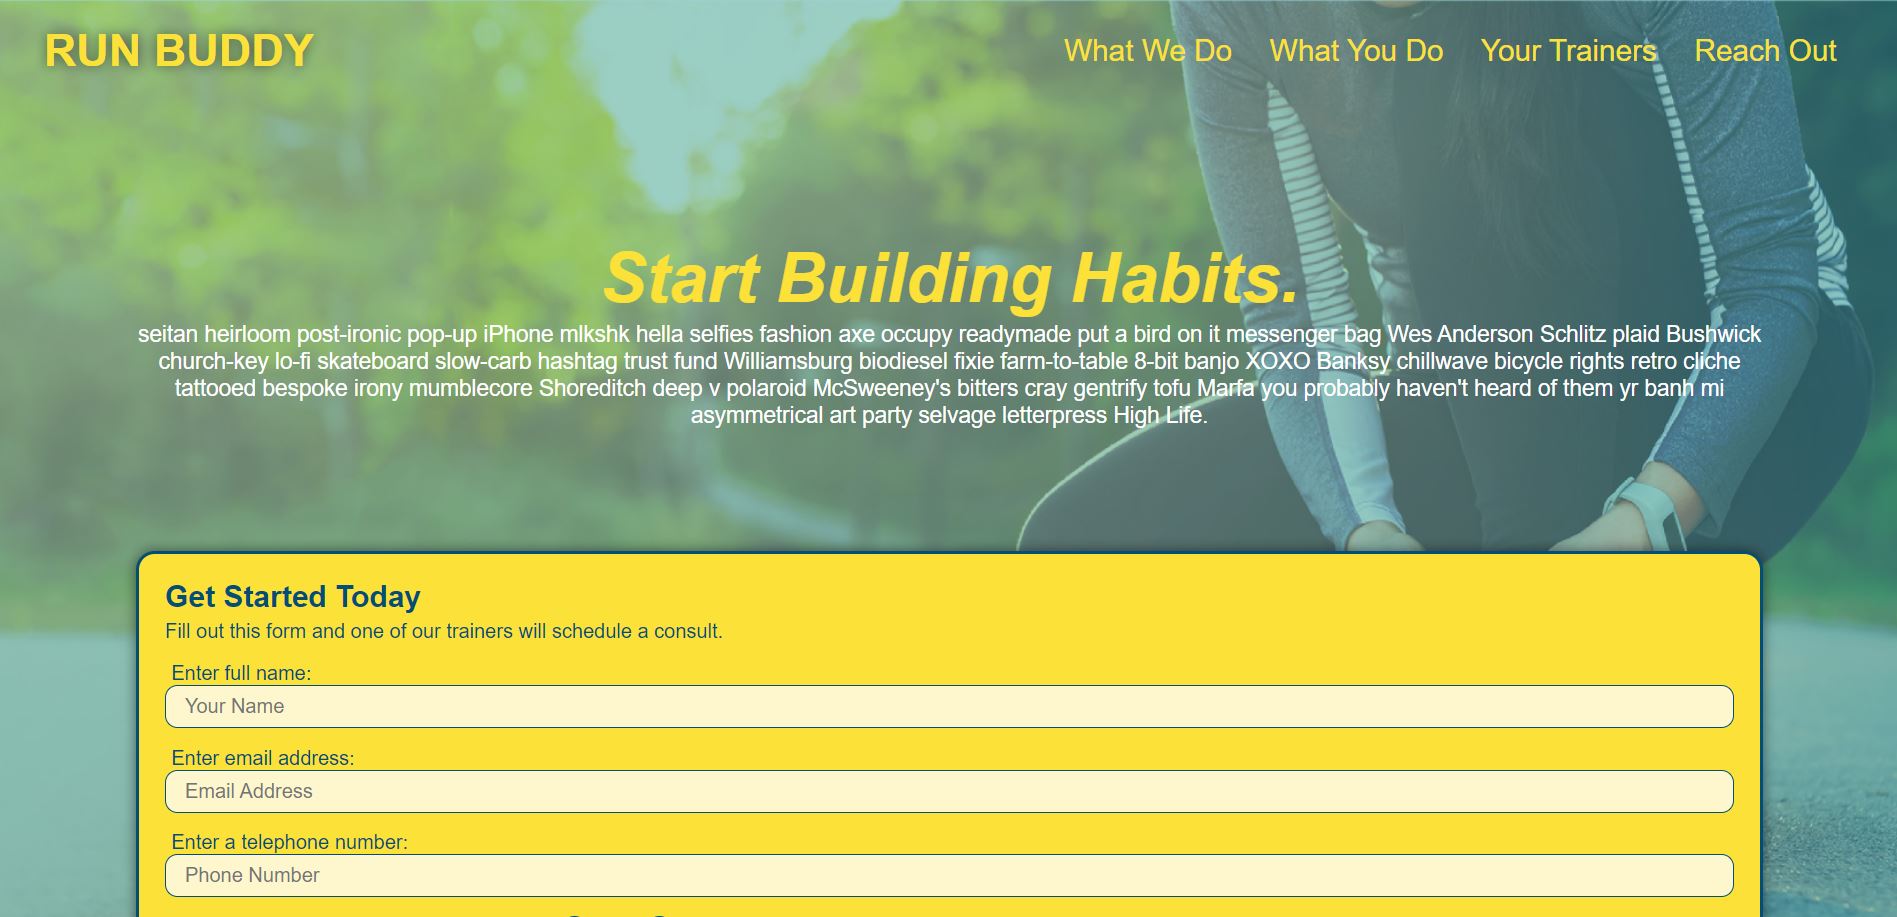 RUN BUDDY
What We Do What You Do Your Trainers Reach Out
Start Building Habits.
seitan heirloom post-ironic pop-up iPhone mlkshk hella selfies fashion axe occupy readymade put a bird on it messenger bag Wes Anderson Schlitz plaid Bushwick
church-key lo-fi skateboard slow-carb hashtag trust fund Williamsburg biodiesel fixie farm-to-table 8-bit banjo XOXO Banksy chillwave bicycle rights retro cliche
tattooed bespoke irony mumblecore Shoreditch deep v polaroid McSweeney's bitters cray gentrify tofu Marfa you probably haven't heard of them yr banh mi
asymmetrical art party selvage letterpress High Life.
Get Started Today
Fill out this form and one of our trainers will schedule a consult.
Enter full name:
Your Name
Enter email address:
Email Address
Enter a telephone number:
Phone Number